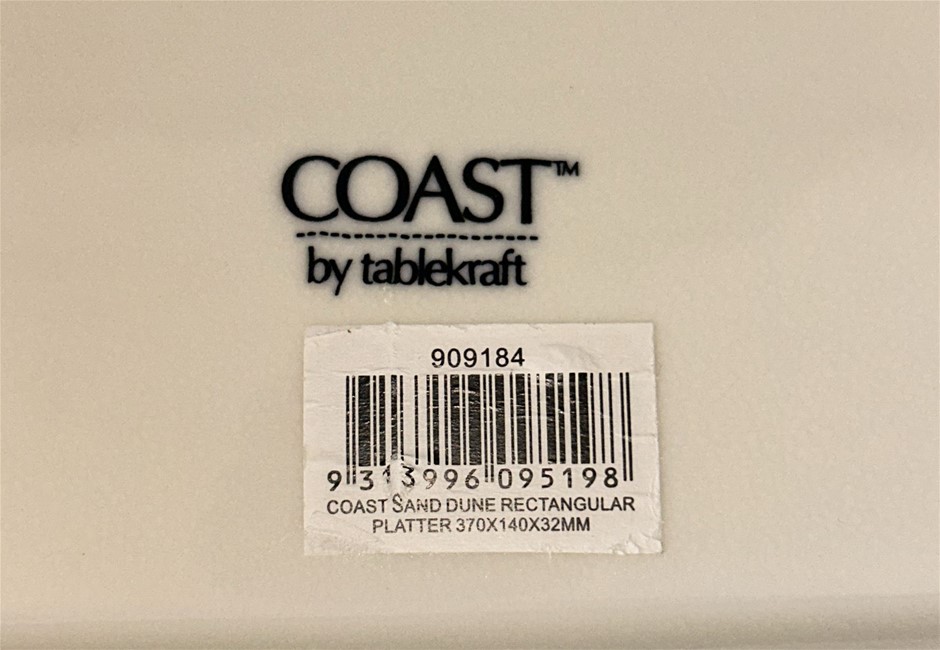 COAST™
by tablekraft
909184
9 313996 095198
COAST SAND DUNE RECTANGULAR
PLATTER 370X140X32MM